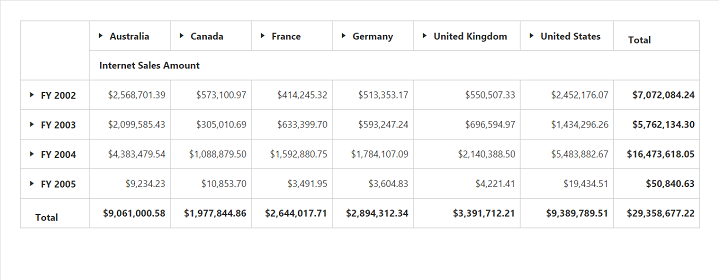 Australia Canada France Germany United Kingdom United States Total
Internet Sales Amount
FY 2002 $2,568,701.39 $573,100.97 $414,245.32 $513,353.17 $550,507.33 $2,452,176.07 $7,072,084.24
FY 2003 $2,099,585.43 $305,010.69 $633,399.70 $593,247.24 $696,594.97 $1,434,296.26 $5,762,134.30
FY 2004 $4,383,479.54 $1,088,879.50 $1,592,880.75 $1,784,107.09 $2,140,388.50 $5,483,882.67 $16,473,618.05
FY 2005 $9,234.23 $10,853.70 $3,491.95 $3,604.83 $4,221.41 $19,434.51 $50,840.63
Total $9,061,000.58 $1,977,844.86 $2,644,017.71 $2,894,312.34 $3,391,712.21 $9,389,789.51 $29,358,677.22